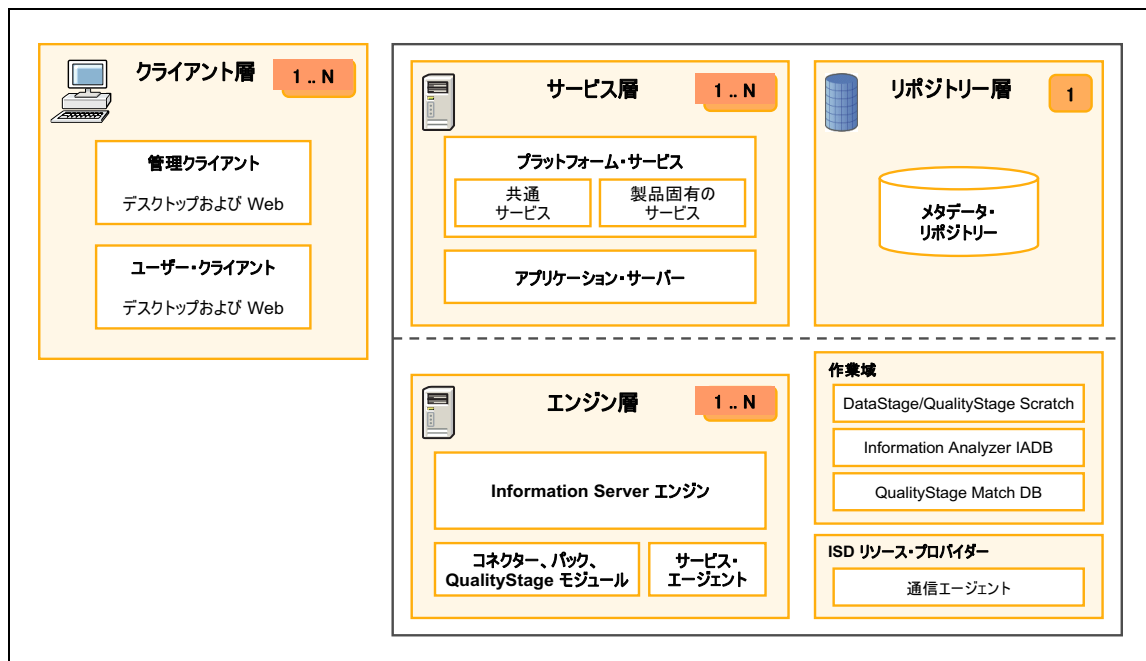 クライアント層
1 .. N
管理クライアント
デスクトップおよび Web
ユーザー・クライアント
デスクトップおよび Web
サービス層
1 .. N
プラットフォーム・サービス
共通
サービス
製品固有の
サービス
アプリケーション・サーバー
リポジトリー層
1
メタデータ・
リポジトリー
エンジン層
1 .. N
Information Server エンジン
コネクター、パック、
QualityStage モジュール
サービス・
エージェント
作業域
DataStage/QualityStage Scratch
Information Analyzer IADB
QualityStage Match DB
ISD リソース・プロバイダー
通信エージェント